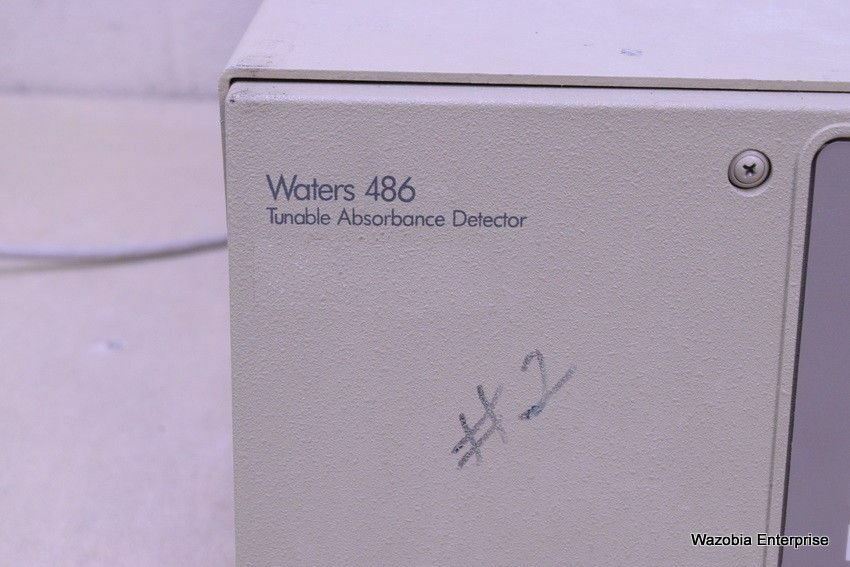 Waters 486
Tunable Absorbance Detector
#2
Wazobia Enterprise